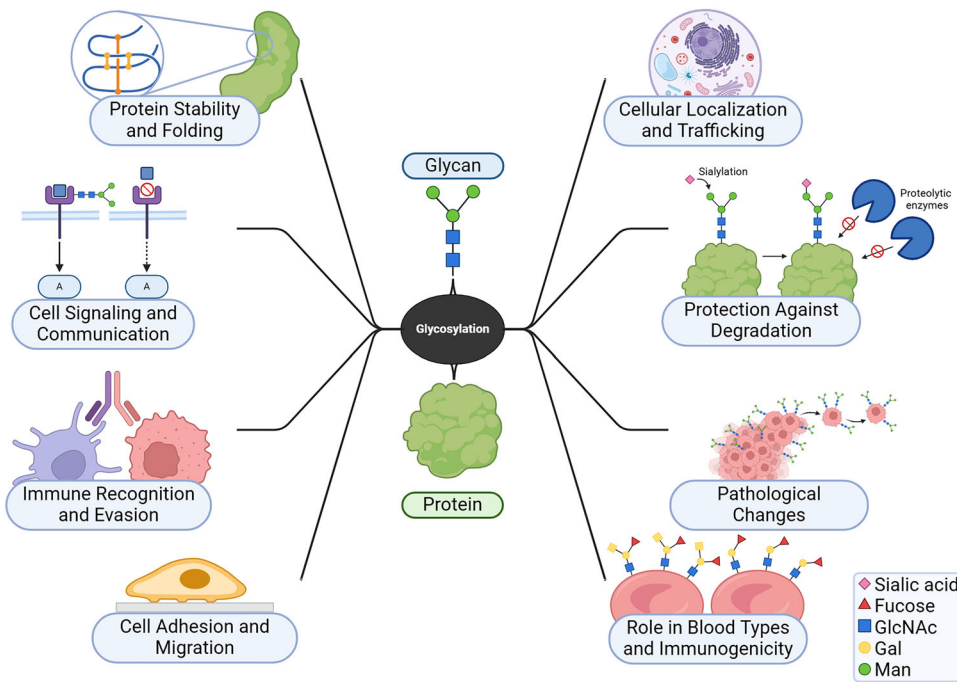 Protein Stability
and Folding
Cellular Localization
and Trafficking
Glycan
Sialylation
Proteolytic
enzymes
A
A
Cell Signaling and
Communication
Protection Against
Degradation
Glycosylation
Immune Recognition
and Evasion
Protein
Pathological
Changes
Cell Adhesion and
Migration
Role in Blood Types
and Immunogenicity
Sialic acid
Fucose
GlcNAc
Gal
Man